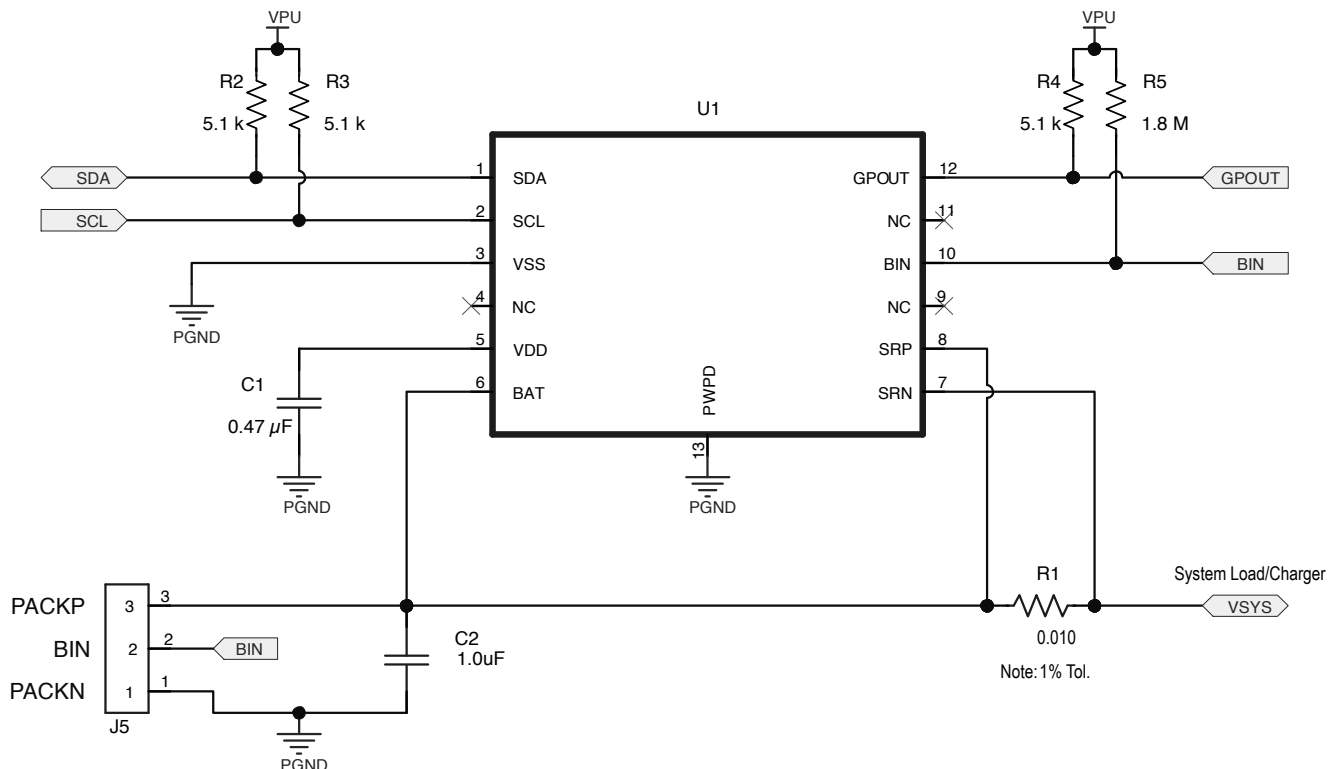 VPU
R2
R3
5.1 k
5.1 k
VPU
R4
R5
5.1 k
1.8 M
U1
SDA
1
SDA
GPOUT
12
GPOUT
SCL
2
SCL
NC
11
3
VSS
BIN
10
BIN
PGND
4
NC
NC
9
5
VDD
SRP
8
C1
0.47 µF
6
BAT
SRN
7
PWPD
13
PGND
PGND
PACKP
3
3
BIN
2
2
BIN
PACKN
1
1
J5
C2
1.0uF
PGND
R1
0.010
Note: 1% Tol.
System Load/Charger
VSYS